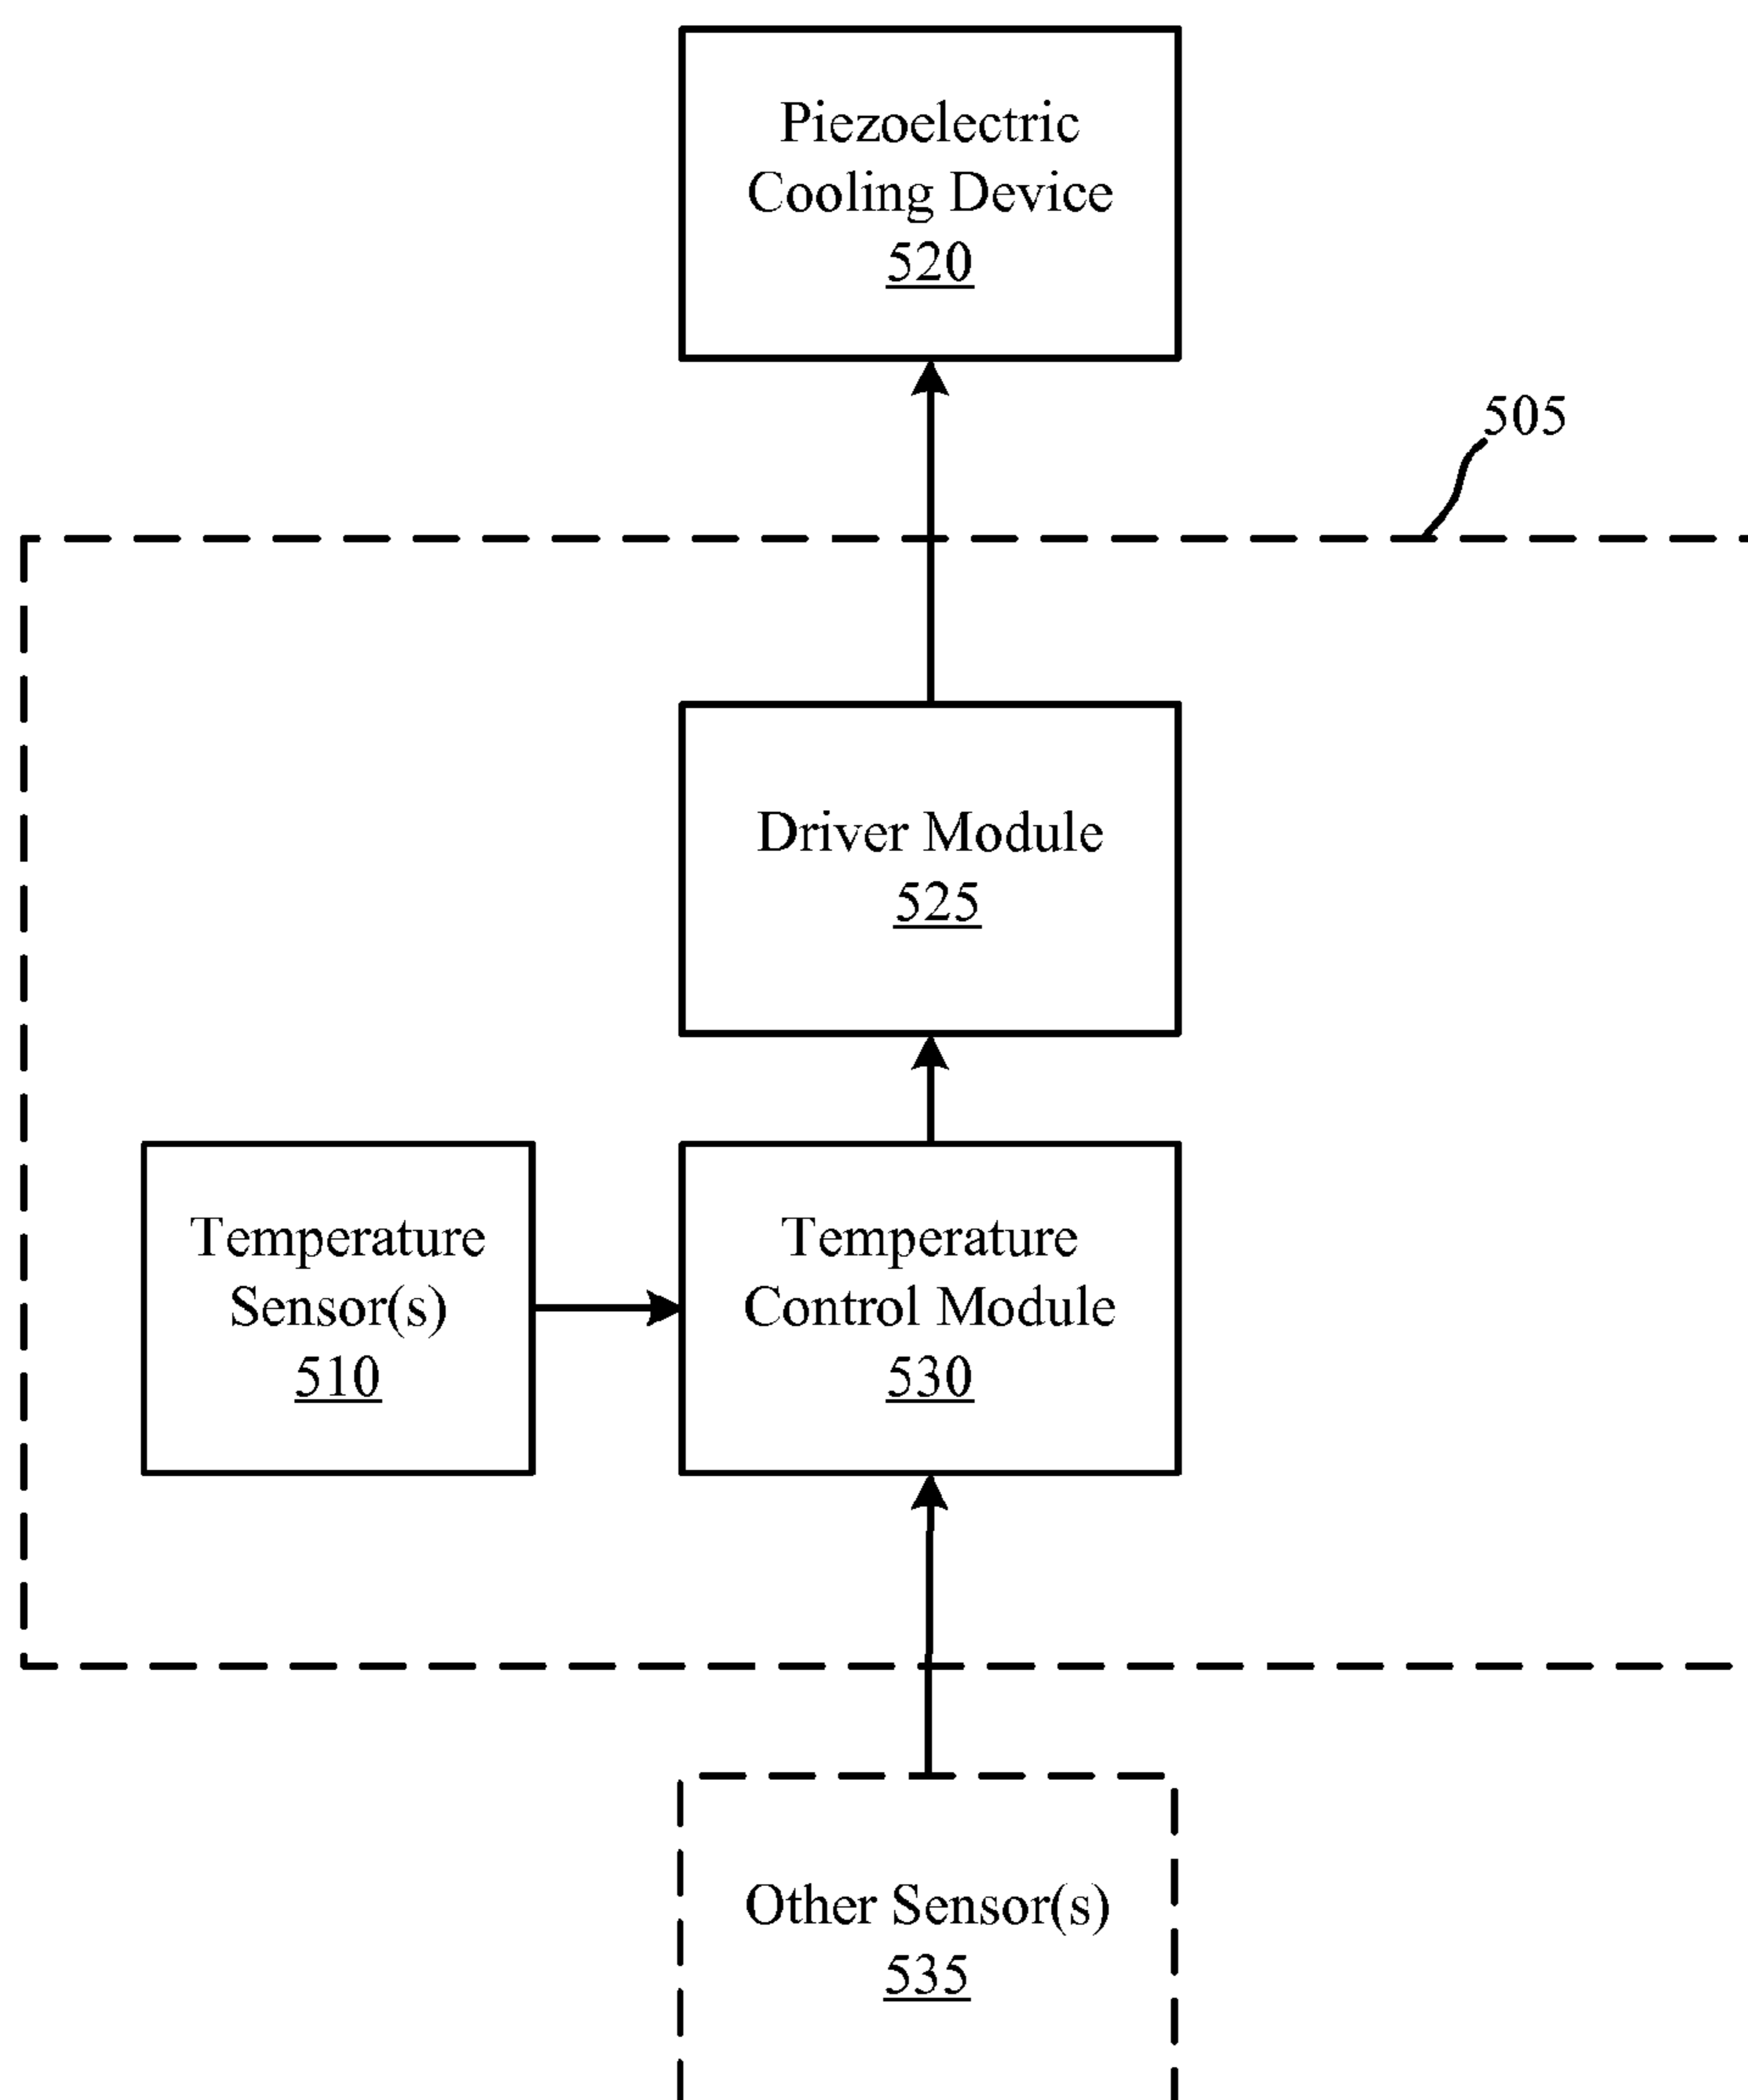 Piezoelectric
Cooling Device
520
505
Driver Module
525
Temperature
Sensor(s)
510
Temperature
Control Module
530
Other Sensor(s)
535